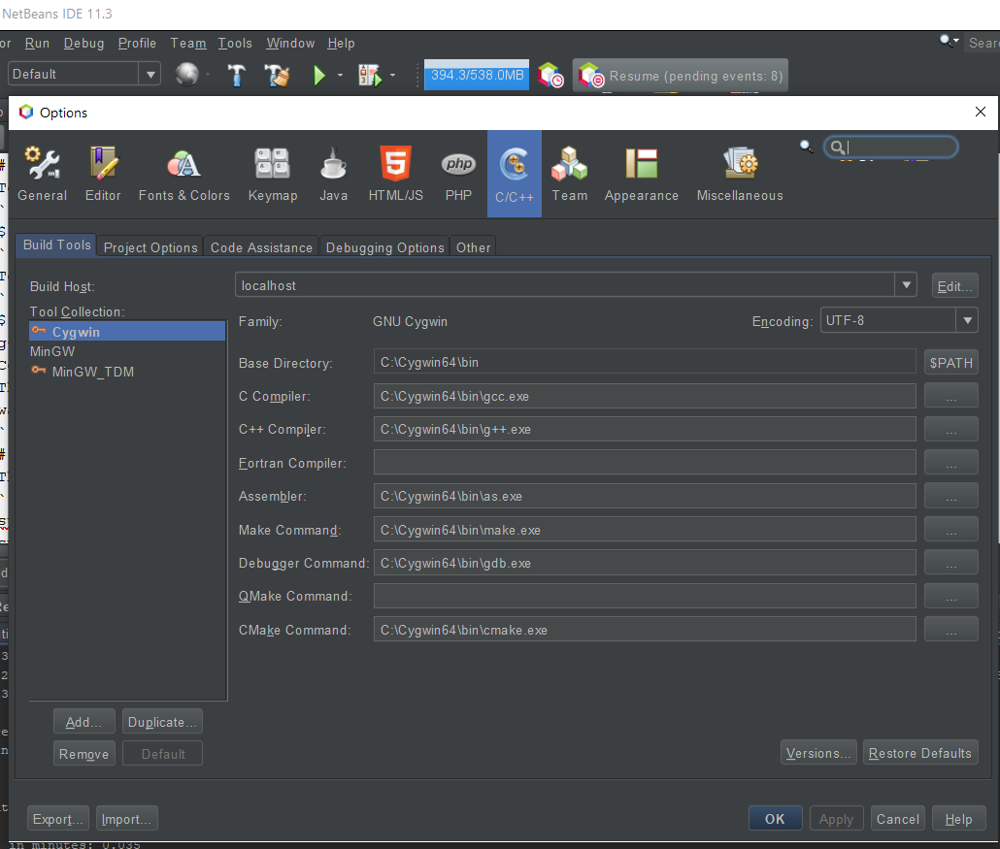 NetBeans IDE 11.3
or Run Debug Profile Team Tools Window Help
Sear
Default
394.3/538.0MB
Resume (pending events: 8)
Options
General
Editor
Fonts & Colors
Keymap
Java
HTML/JS
php
PHP
C/C++
Team
Appearance
Miscellaneous
Build Tools
Project Options
Code Assistance
Debugging Options
Other
Build Host:
localhost
Edit...
Tool Collection:
Cygwin
MinGW
MinGW_TDM
Family:
GNU Cygwin
Encoding:
UTF-8
Base Directory:
C:\Cygwin64\bin
$PATH
C Compiler:
C:\Cygwin64\bin\gcc.exe
...
C++ Compiler:
C:\Cygwin64\bin\g++.exe
...
Fortran Compiler:
...
Assembler:
C:\Cygwin64\bin\as.exe
...
Make Command:
C:\Cygwin64\bin\make.exe
...
Debugger Command:
C:\Cygwin64\bin\gdb.exe
...
QMake Command:
...
CMake Command:
C:\Cygwin64\bin\cmake.exe
...
Add...
Duplicate...
Remove
Default
Versions...
Restore Defaults
Export...
Import...
OK
Apply
Cancel
Help
in minutes: 0.035